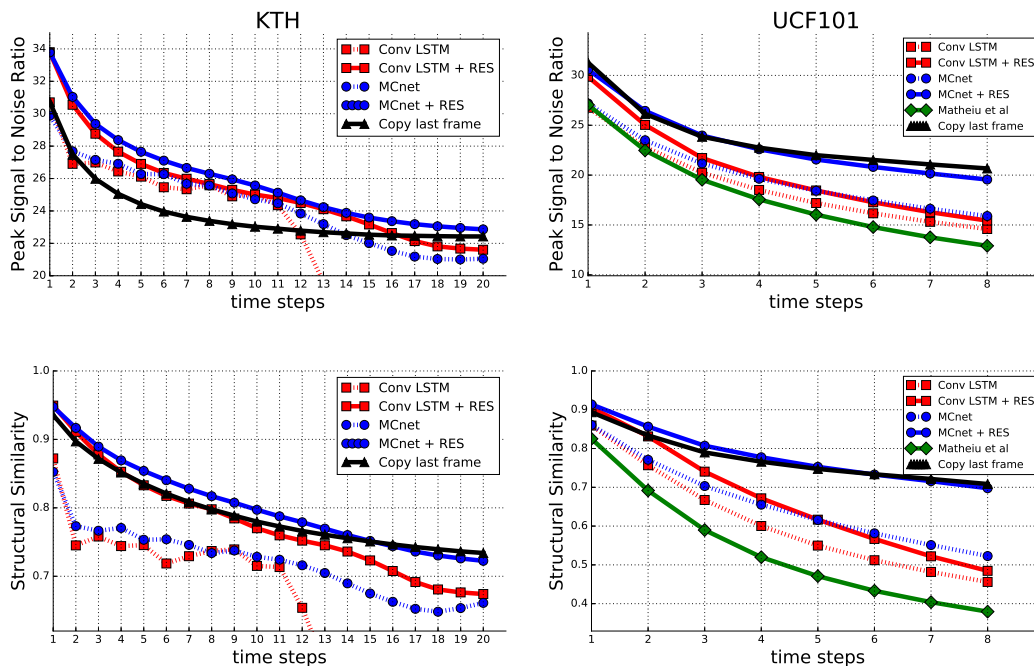 KTH
Peak Signal to Noise Ratio
34
32
30
28
26
24
22
20
1 2 3 4 5 6 7 8 9 10 11 12 13 14 15 16 17 18 19 20
time steps
Conv LSTM
Conv LSTM + RES
MCnet
MCnet + RES
Copy last frame
UCF101
Peak Signal to Noise Ratio
30
25
20
15
10
1 2 3 4 5 6 7 8
time steps
Conv LSTM
Conv LSTM + RES
MCnet
MCnet + RES
Matheiu et al
Copy last frame
Structural Similarity
1.0
0.9
0.8
0.7
1 2 3 4 5 6 7 8 9 10 11 12 13 14 15 16 17 18 19 20
time steps
Conv LSTM
Conv LSTM + RES
MCnet
MCnet + RES
Copy last frame
Structural Similarity
1.0
0.9
0.8
0.7
0.6
0.5
0.4
1 2 3 4 5 6 7 8
time steps
Conv LSTM
Conv LSTM + RES
MCnet
MCnet + RES
Matheiu et al
Copy last frame